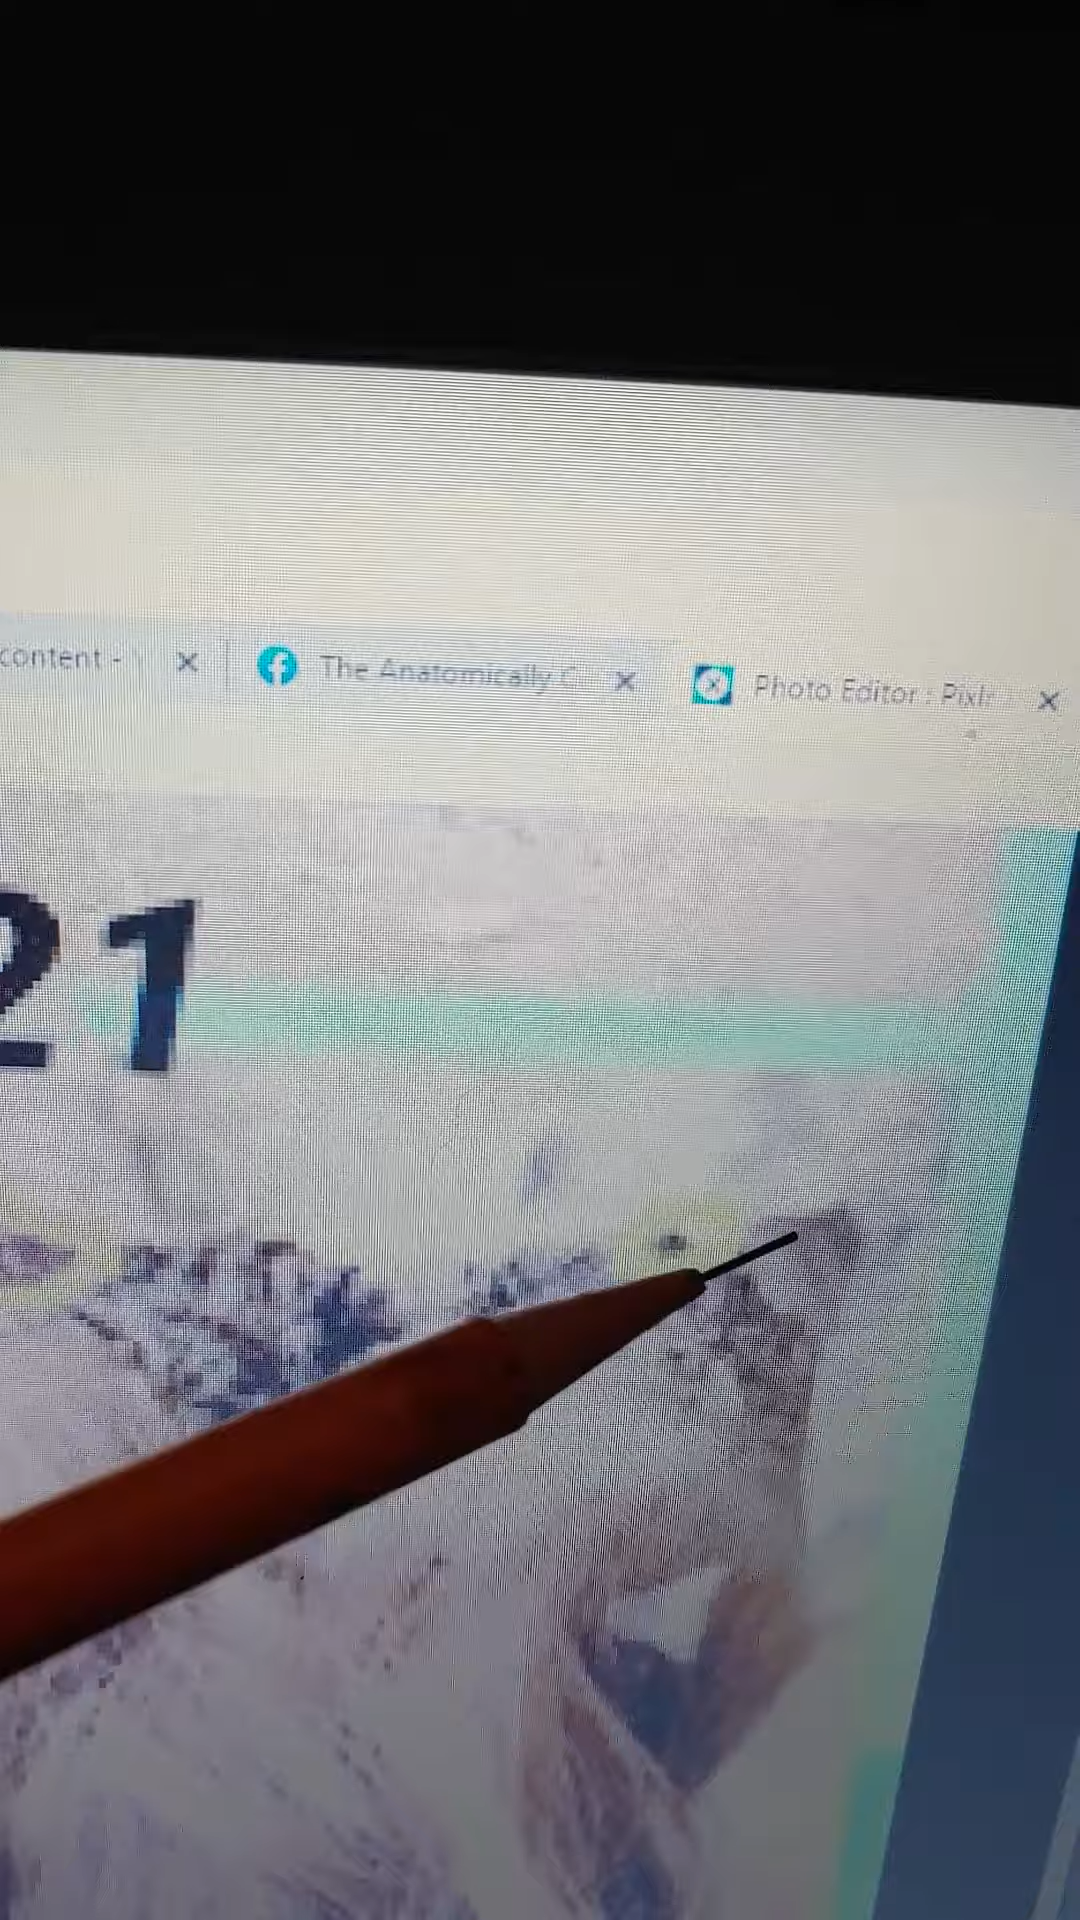 content -
The Anatomically C
Photo Editor : Pixlr
21